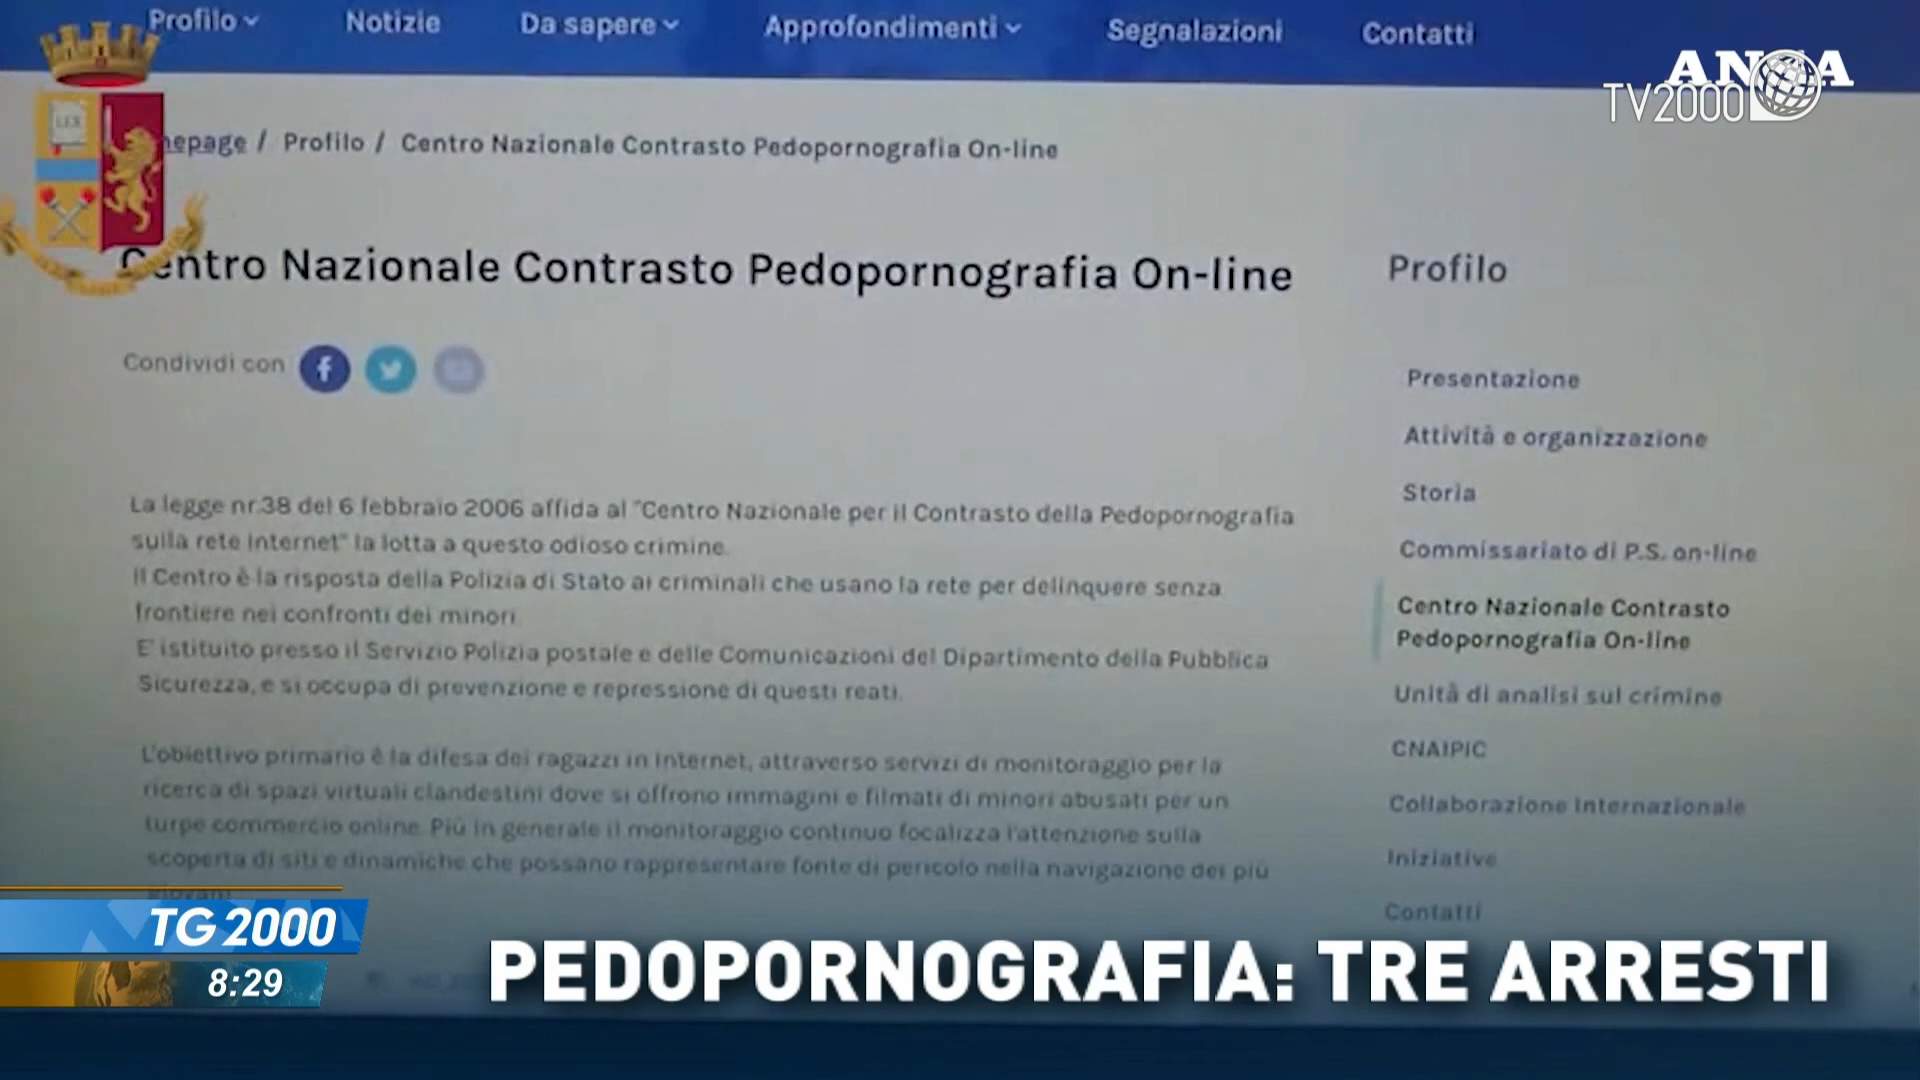 Profilo
Notizie
Da sapere
Approfondimenti
Segnalazioni
Contatti
TV2000
LEX
/ Profilo / Centro Nazionale Contrasto Pedopornografia On-line
Centro Nazionale Contrasto Pedopornografia On-line
Condividi con
La legge nr.38 del 6 febbraio 2006 affida al "Centro Nazionale per il Contrasto della Pedopornografia
sulla rete internet" la lotta a questo odioso crimine.
Il Centro è la risposta della Polizia di Stato ai criminali che usano la rete per delinquere senza
frontiere nei confronti dei minori.
E' istituito presso il Servizio Polizia postale e delle Comunicazioni del Dipartimento della Pubblica
Sicurezza, e si occupa di prevenzione e repressione di questi reati.
L'obiettivo primario è la difesa dei ragazzi in Internet, attraverso servizi di monitoraggio per la
ricerca di spazi virtuali clandestini dove si offrono immagini e filmati di minori abusati per un
turpe commercio online. Più in generale il monitoraggio continuo focalizza l'attenzione sulla
scoperta di siti e dinamiche che possano rappresentare fonte di pericolo nella navigazione dei più
giovani.
Profilo
Presentazione
Attività e organizzazione
Storia
Commissariato di P.S. on-line
Centro Nazionale Contrasto
Pedopornografia On-line
Unità di analisi sul crimine
CNAIPIC
Collaborazione Internazionale
Iniziative
Contatti
TG 2000
8:29
PEDOPORNOGRAFIA: TRE ARRESTI